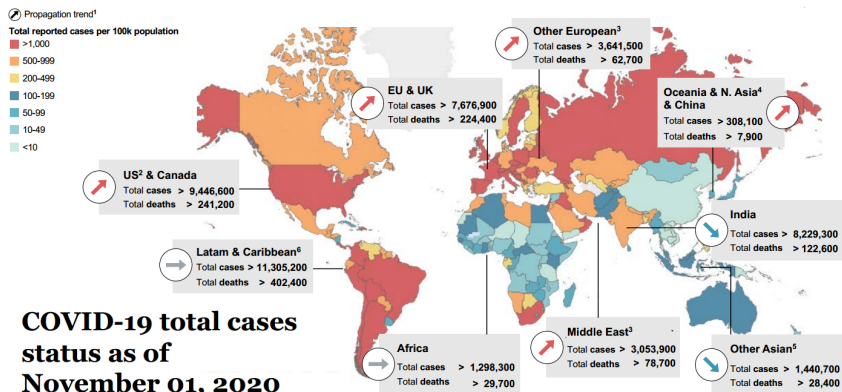 Propagation trend¹
Total reported cases per 100k population
>1,000
500-999
200-499
100-199
50-99
10-49
<10
Other European³
Total cases > 3,641,500
Total deaths > 62,700
EU & UK
Total cases > 7,676,900
Total deaths > 224,400
Oceania & N. Asia⁴
& China
Total cases > 308,100
Total deaths > 7,900
US² & Canada
Total cases > 9,446,600
Total deaths > 241,200
India
Total cases > 8,229,300
Total deaths > 122,600
Latam & Caribbean⁶
Total cases > 11,305,200
Total deaths > 402,400
Africa
Total cases > 1,298,300
Total deaths > 29,700
Middle East³
Total cases > 3,053,900
Total deaths > 78,700
Other Asian⁵
Total cases > 1,440,700
Total deaths > 28,400
COVID-19 total cases
status as of
November 01, 2020